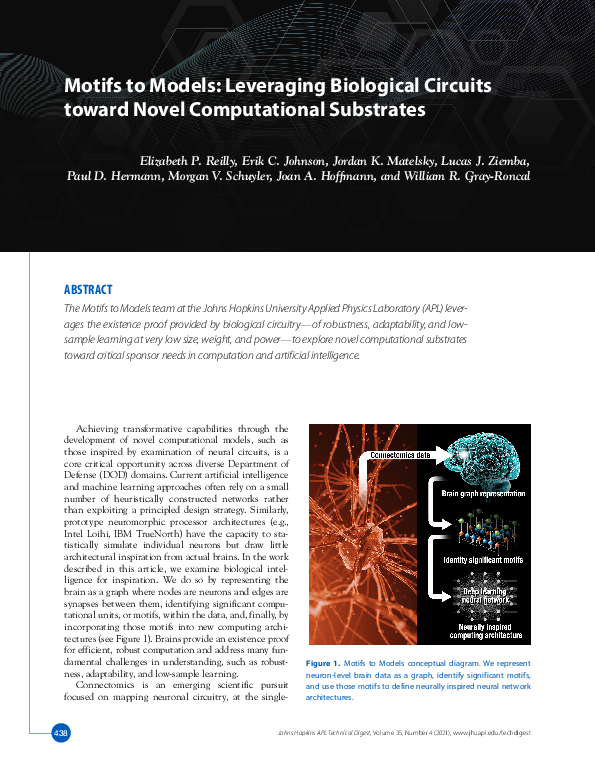 Motifs to Models: Leveraging Biological Circuits
toward Novel Computational Substrates
Elizabeth P. Reilly, Erik C. Johnson, Jordan K. Matelsky, Lucas J. Ziemba,
Paul D. Hermann, Morgan V. Schuyler, Joan A. Hoffmann, and William R. Gray-Roncal
ABSTRACT
The Motifs to Models team at the Johns Hopkins University Applied Physics Laboratory (APL) lever-
ages the existence proof provided by biological circuitry—of robustness, adaptability, and low-
sample learning at very low size, weight, and power—to explore novel computational substrates
toward critical sponsor needs in computation and artificial intelligence.
Achieving transformative capabilities through the
development of novel computational models, such as
those inspired by examination of neural circuits, is a
core critical opportunity across diverse Department of
Defense (DOD) domains. Current artificial intelligence
and machine learning approaches often rely on a small
number of heuristically constructed networks rather
than exploiting a principled design strategy. Similarly,
prototype neuromorphic processor architectures (e.g.,
Intel Loihi, IBM TrueNorth) have the capacity to sta-
tistically simulate individual neurons but draw little
architectural inspiration from actual brains. In the work
described in this article, we examine biological intel-
ligence for inspiration. We do so by representing the
brain as a graph where nodes are neurons and edges are
synapses between them, identifying significant compu-
tational units, or motifs, within the data, and, finally, by
incorporating those motifs into new computing archi-
tectures (see Figure 1). Brains provide an existence proof
for efficient, robust computation and address many fun-
damental challenges in understanding, such as robust-
ness, adaptability, and low-sample learning.
Connectomics is an emerging scientific pursuit
focused on mapping neuronal circuitry, at the single-
Connectomics data
Brain graph representation
Identify significant motifs
Deep learning
neural network
Neurally inspired
computing architecture
Figure 1. Motifs to Models conceptual diagram. We represent
neuron-level brain data as a graph, identify significant motifs,
and use those motifs to define neurally inspired neural network
architectures.
438
Johns Hopkins APL Technical Digest, Volume 35, Number 4 (2021), www.jhuapl.edu/techdigest